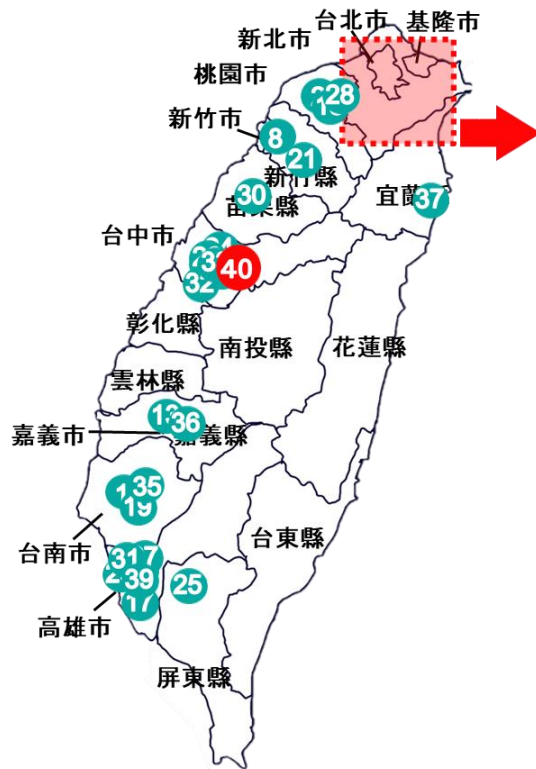 台北市
基隆市
新北市
桃園市
28
新竹市
8
21
新竹縣
30
苗栗縣
37
台中市
40
32
彰化縣
南投縣
花蓮縣
雲林縣
36
嘉義市
嘉義縣
35
19
台南市
台東縣
31
39
25
17
高雄市
屏東縣